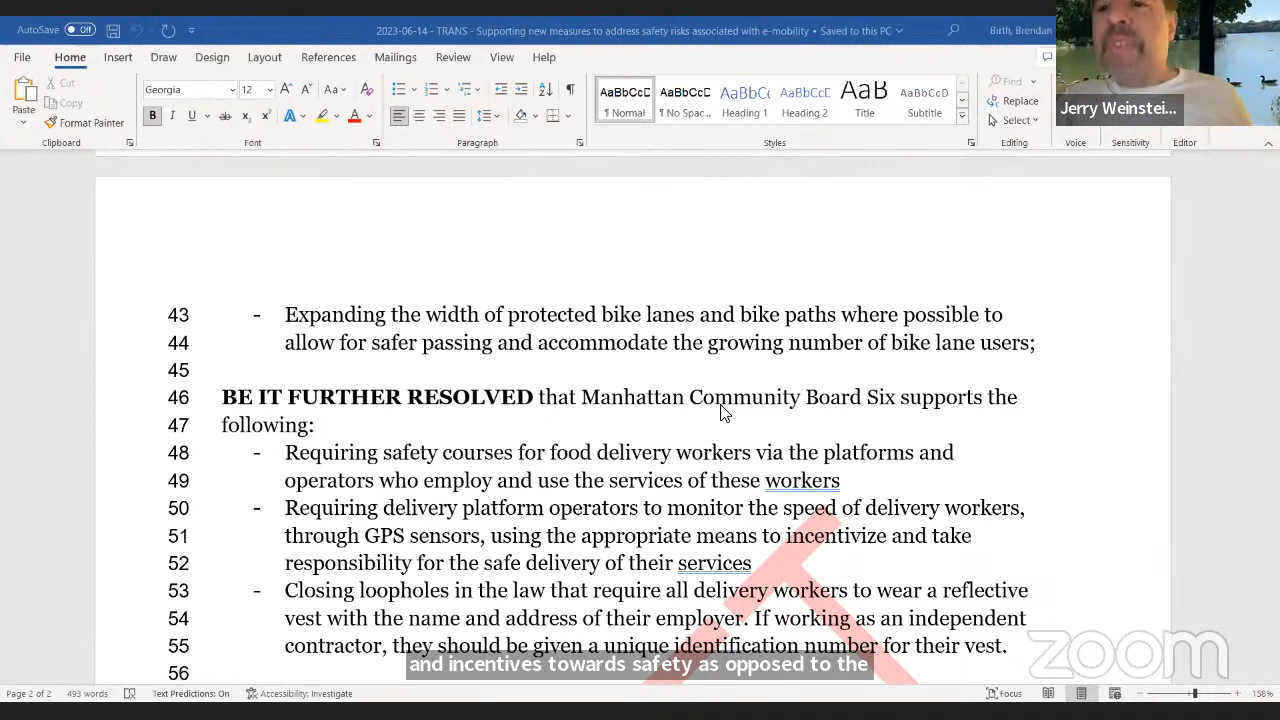 AutoSave Off
2023-06-14 - TRANS - Supporting new measures to address safety risks associated with e-mobility • Saved to this PC
Birth, Brendan
File Home Insert Draw Design Layout References Mailings Review View Help
Paste
Cut
Copy
Format Painter
Georgia 12
Aa
B I U ab x₂ x²
AaBbCcD AaBbCcD AaBbCc AaBbCcC AaB AaBbCcD
¶ Normal ¶ No Spac... Heading 1 Heading 2 Title Subtitle
Find
Replace
Select
Clipboard Font Paragraph Styles Editing Voice Sensitivity Editor
Jerry Weinstei...
43 - Expanding the width of protected bike lanes and bike paths where possible to
44 allow for safer passing and accommodate the growing number of bike lane users;
45
46 BE IT FURTHER RESOLVED that Manhattan Community Board Six supports the
47 following:
48 - Requiring safety courses for food delivery workers via the platforms and
49 operators who employ and use the services of these workers
50 - Requiring delivery platform operators to monitor the speed of delivery workers,
51 through GPS sensors, using the appropriate means to incentivize and take
52 responsibility for the safe delivery of their services
53 - Closing loopholes in the law that require all delivery workers to wear a reflective
54 vest with the name and address of their employer. If working as an independent
55 contractor, they should be given a unique identification number for their vest.
56
and incentives towards safety as opposed to the
zoom
Page 2 of 2 493 words Text Predictions: On Accessibility: Investigate Focus 158%